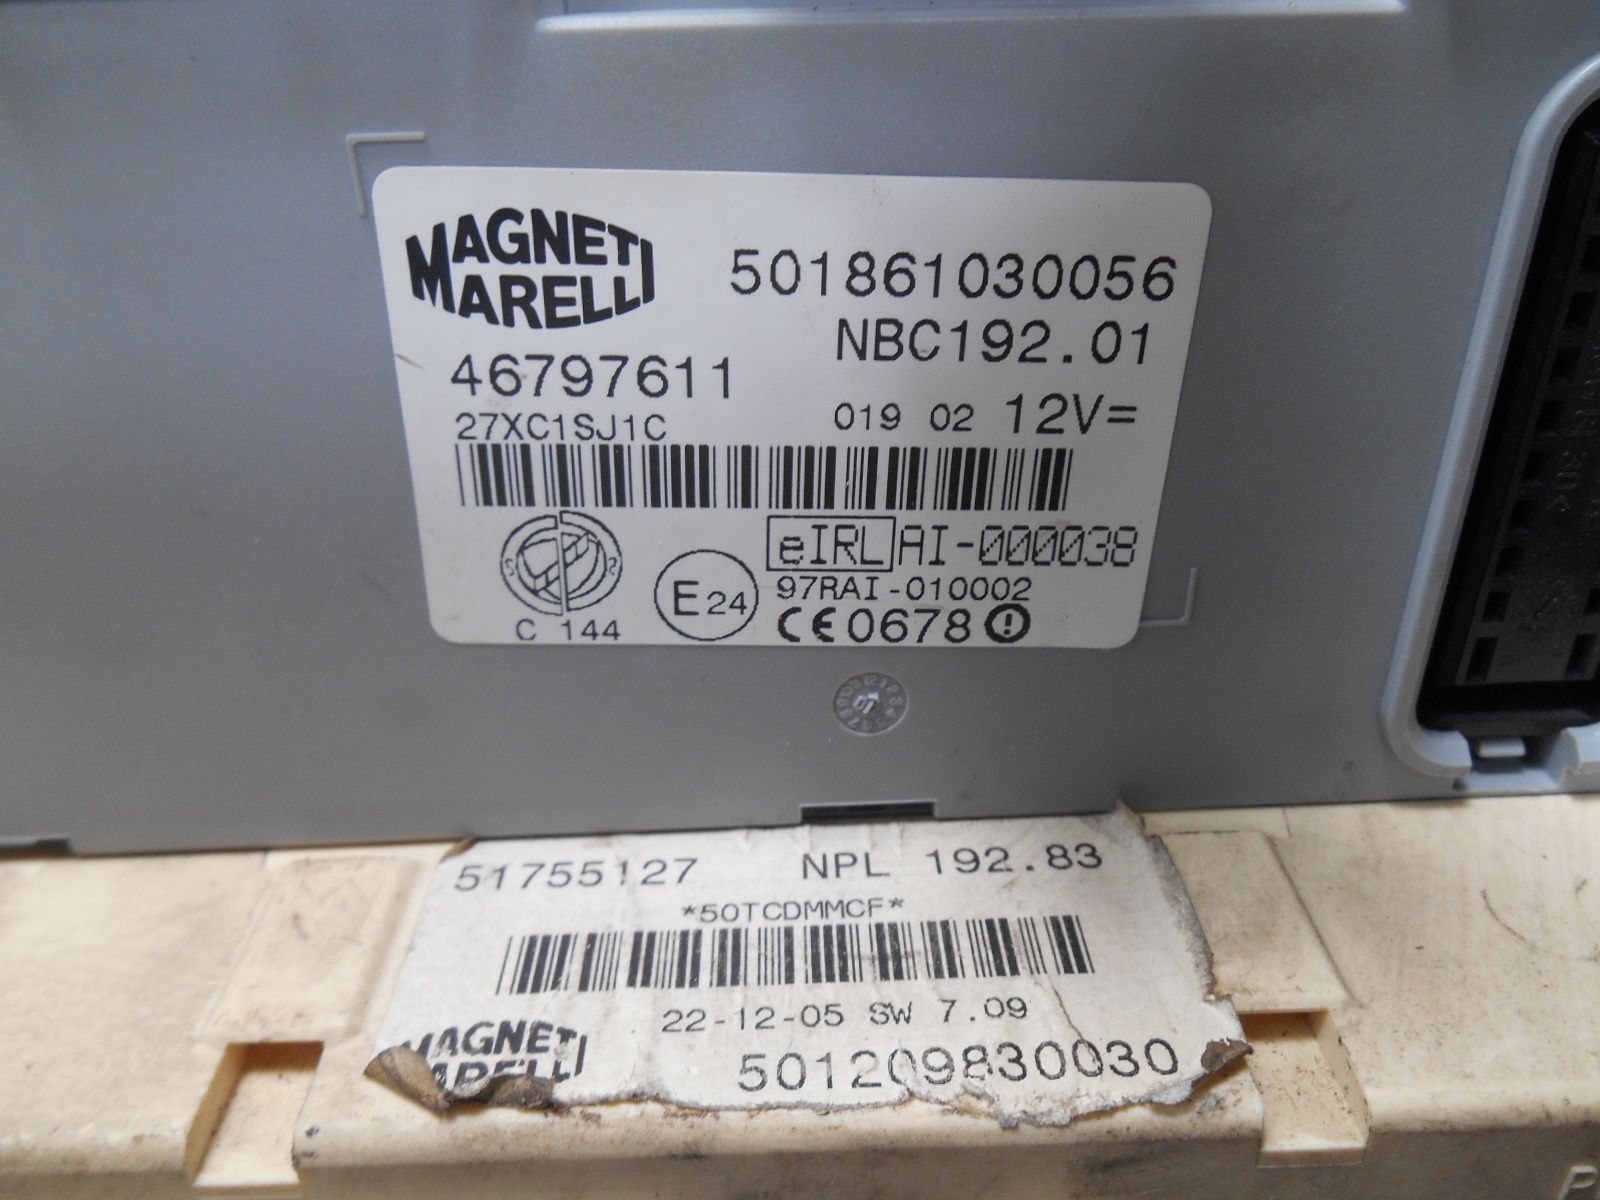 MAGNETI
MARELLI
501861030056
NBC192.01
46797611
27XC1SJ1C
019 02 12V=
eIRL AI-000038
97RAI-010002
E24
C 144
CE0678
51755127 NPL 192.83
*50TCDMMCF*
22-12-05 SW 7.09
MAGNETI
MARELLI
501209830030
P